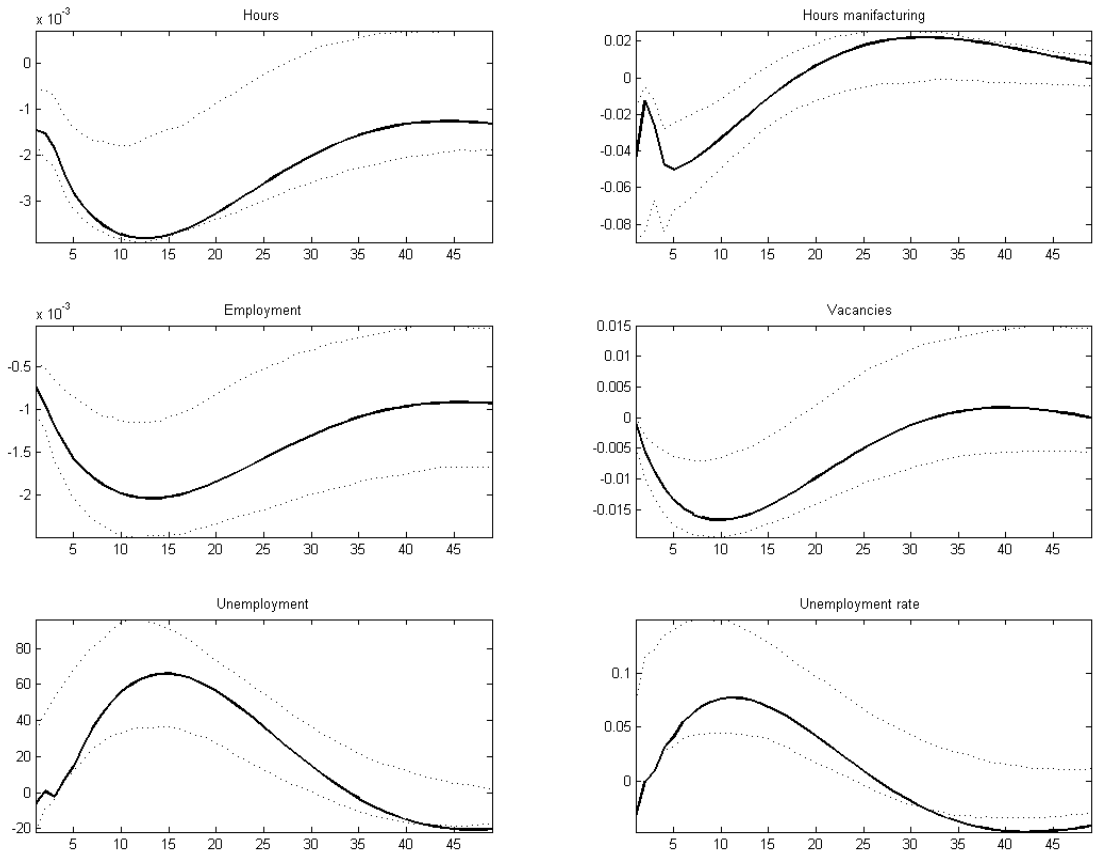 Hours
x 10-3
0
-1
-2
-3
5 10 15 20 25 30 35 40 45
Hours manifacturing
0.02
0
-0.02
-0.04
-0.06
-0.08
5 10 15 20 25 30 35 40 45
Employment
x 10-3
-0.5
-1
-1.5
-2
5 10 15 20 25 30 35 40 45
Vacancies
0.015
0.01
0.005
0
-0.005
-0.01
-0.015
5 10 15 20 25 30 35 40 45
Unemployment
80
60
40
20
0
-20
5 10 15 20 25 30 35 40 45
Unemployment rate
0.1
0.05
0
5 10 15 20 25 30 35 40 45